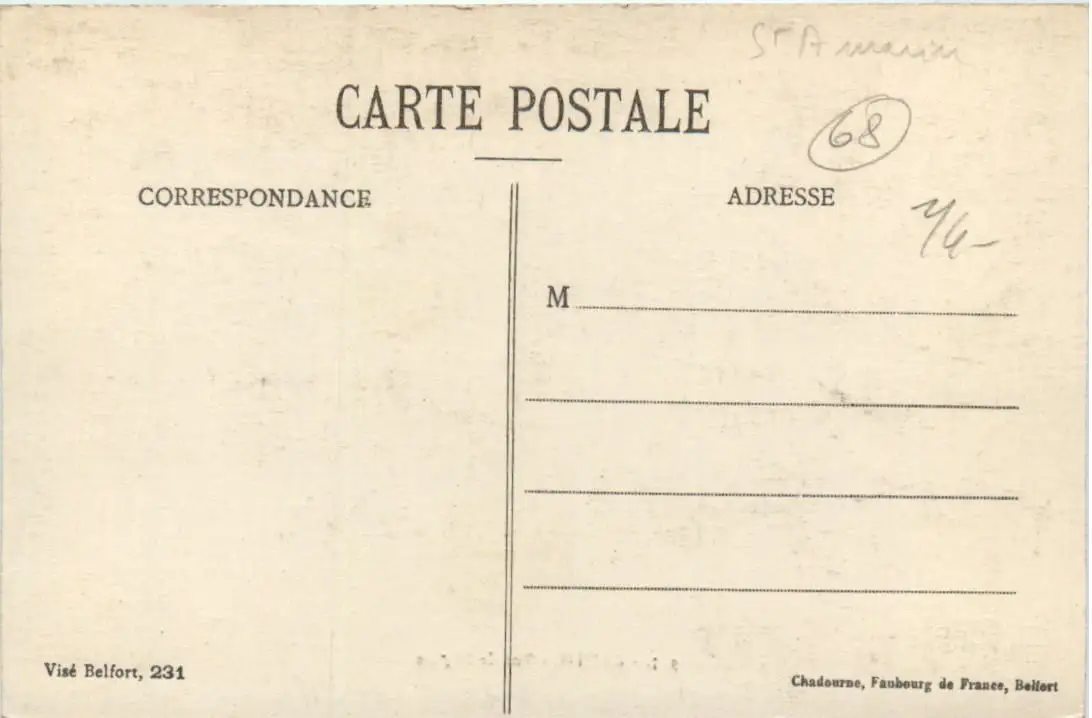 St Amarin
CARTE POSTALE
68
CORRESPONDANCE
ADRESSE
M
Visé Belfort, 231
Chadourne, Faubourg de France, Belfort